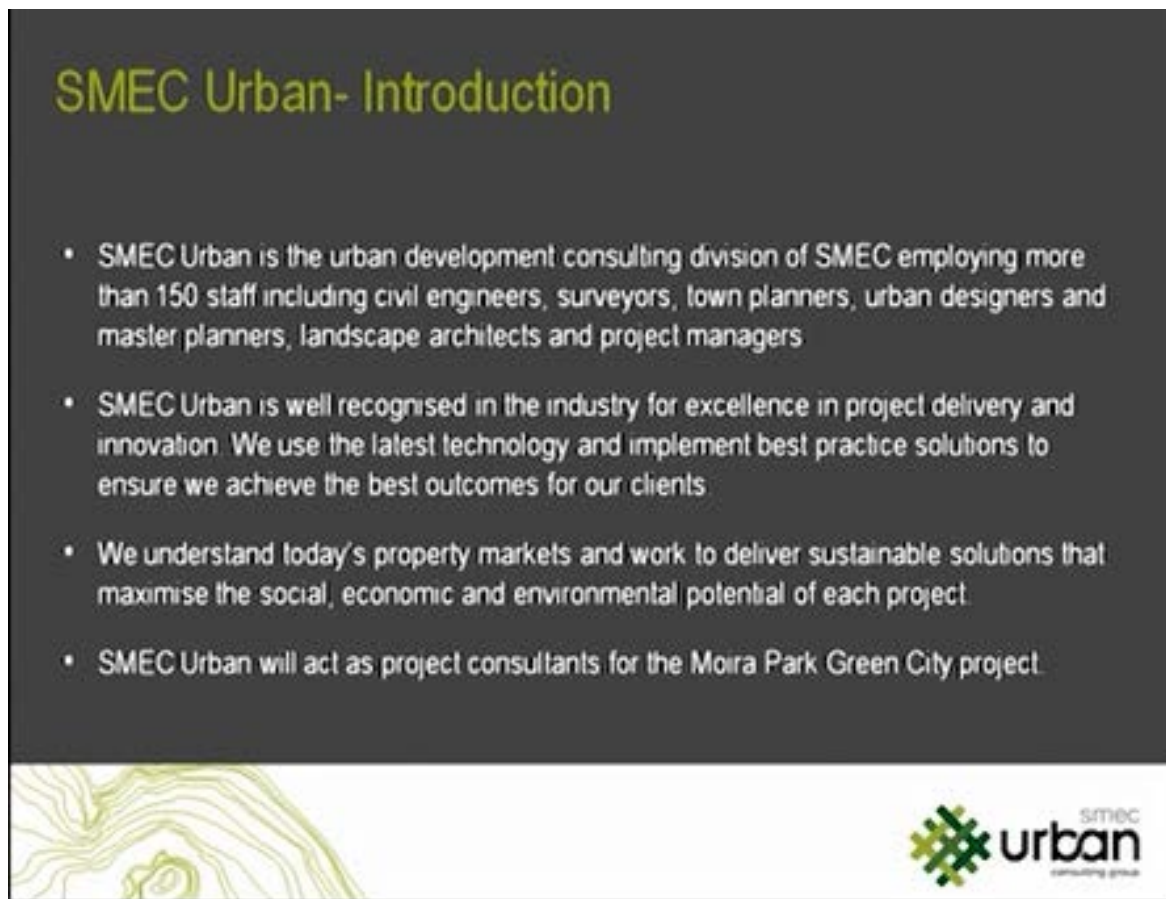 SMEC Urban- Introduction
• SMEC Urban is the urban development consulting division of SMEC employing more
than 150 staff including civil engineers, surveyors, town planners, urban designers and
master planners, landscape architects and project managers
• SMEC Urban is well recognised in the industry for excellence in project delivery and
innovation. We use the latest technology and implement best practice solutions to
ensure we achieve the best outcomes for our clients
• We understand today's property markets and work to deliver sustainable solutions that
maximise the social, economic and environmental potential of each project.
• SMEC Urban will act as project consultants for the Moira Park Green City project.
smec
urban
consulting group